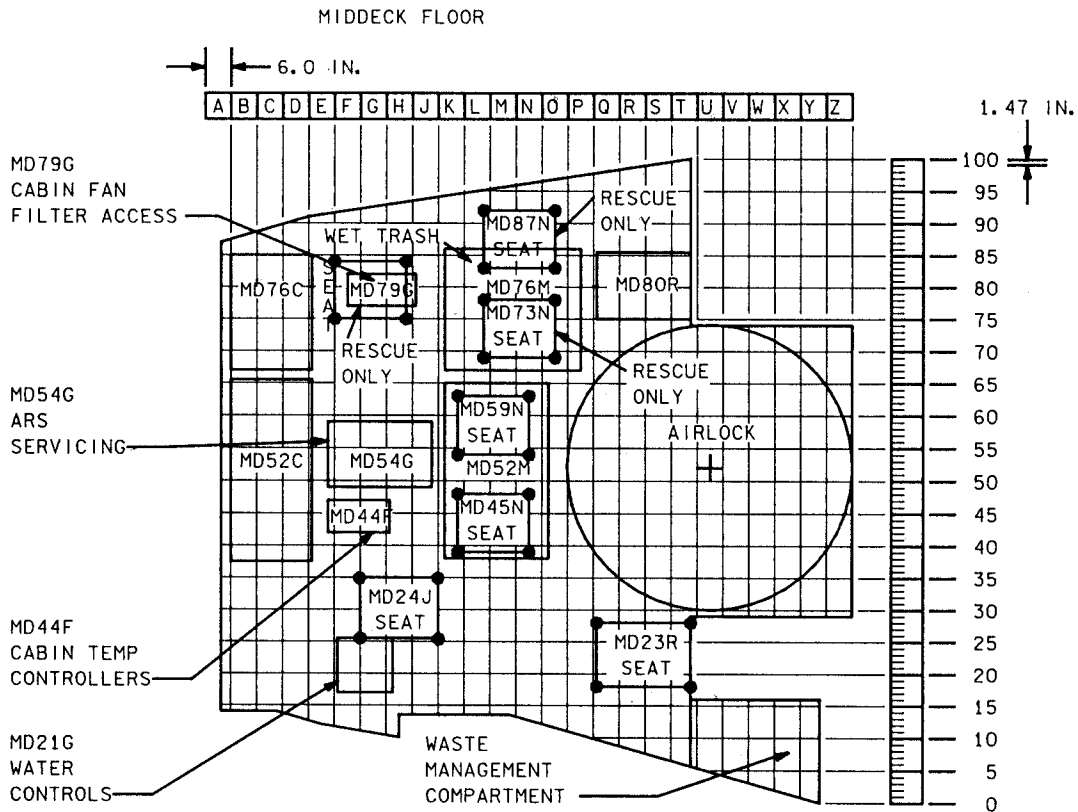 MIDDECK FLOOR
6.0 IN.
A B C D E F G H J K L M N O P Q R S T U V W X Y Z
1.47 IN.
MD79G
CABIN FAN
FILTER ACCESS
100
95
90
85
80
75
70
65
60
55
50
45
40
35
30
25
20
15
10
5
0
RESCUE
ONLY
WET TRASH
MD87N
SEAT
SEAT
MD76C
MD79G
MD76M
MD80R
MD73N
SEAT
RESCUE
ONLY
RESCUE
ONLY
MD54G
ARS
SERVICING
MD59N
SEAT
AIRLOCK
MD52C
MD54G
MD52M
MD44F
MD45N
SEAT
MD24J
SEAT
MD44F
CABIN TEMP
CONTROLLERS
MD23R
SEAT
MD21G
WATER
CONTROLS
WASTE
MANAGEMENT
COMPARTMENT